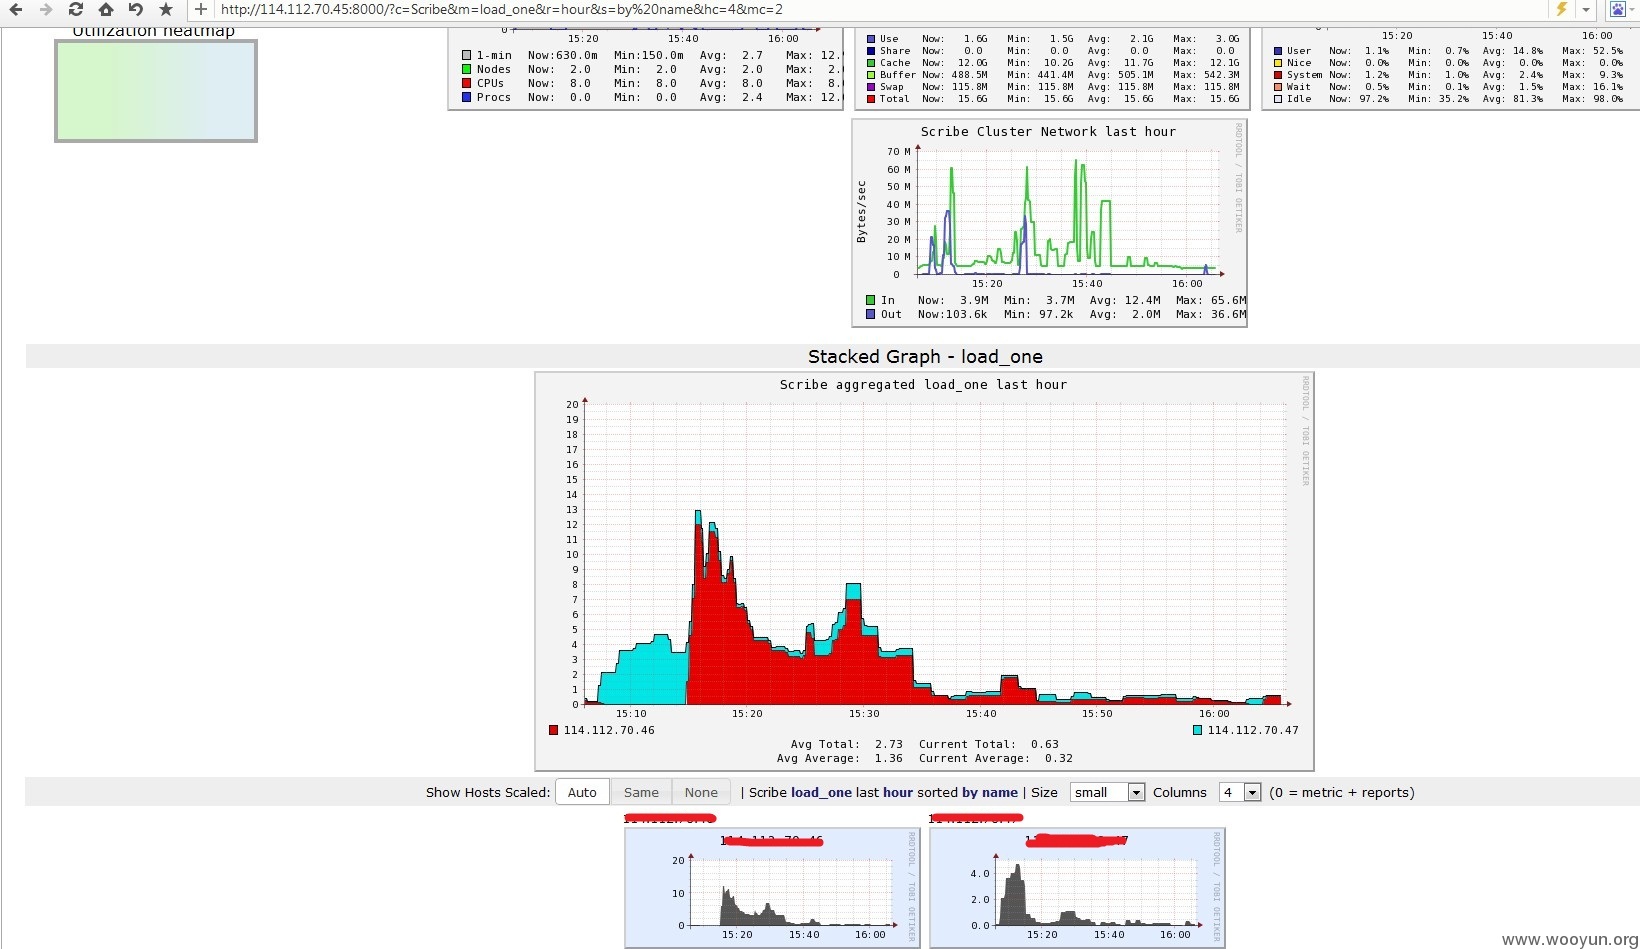 http://114.112.70.45:8000/?c=Scribe&m=load_one&r=hour&s=by%20name&hc=4&mc=2
Utilization heatmap
0
15:20 15:40 16:00
1-min Now:630.0m Min:150.0m Avg: 2.7 Max: 12.
Nodes Now: 2.0 Min: 2.0 Avg: 2.0 Max: 2.
CPUs Now: 8.0 Min: 8.0 Avg: 8.0 Max: 8.
Procs Now: 0.0 Min: 0.0 Avg: 2.4 Max: 12.
15:20 15:40 16:00
Use Now: 1.6G Min: 1.5G Avg: 2.1G Max: 3.0G
Share Now: 0.0 Min: 0.0 Avg: 0.0 Max: 0.0
Cache Now: 12.0G Min: 10.2G Avg: 11.7G Max: 12.1G
Buffer Now: 488.5M Min: 441.4M Avg: 505.1M Max: 542.3M
Swap Now: 115.8M Min: 115.8M Avg: 115.8M Max: 115.8M
Total Now: 15.6G Min: 15.6G Avg: 15.6G Max: 15.6G
15:20 15:40 16:00
User Now: 1.1% Min: 0.7% Avg: 14.8% Max: 52.5%
Nice Now: 0.0% Min: 0.0% Avg: 0.0% Max: 0.0%
System Now: 1.2% Min: 1.0% Avg: 2.4% Max: 9.3%
Wait Now: 0.5% Min: 0.1% Avg: 1.5% Max: 16.1%
Idle Now: 97.2% Min: 35.2% Avg: 81.3% Max: 98.0%
Scribe Cluster Network last hour
RRDTOOL / TOBI OETIKER
Bytes/sec
70 M
60 M
50 M
40 M
30 M
20 M
10 M
0
15:20 15:40 16:00
In Now: 3.9M Min: 3.7M Avg: 12.4M Max: 65.6M
Out Now:103.6k Min: 97.2k Avg: 2.0M Max: 36.6M
Stacked Graph - load_one
Scribe aggregated load_one last hour
RRDTOOL / TOBI OETIKER
20
19
18
17
16
15
14
13
12
11
10
9
8
7
6
5
4
3
2
1
0
15:10 15:20 15:30 15:40 15:50 16:00
114.112.70.46 114.112.70.47
Avg Total: 2.73 Current Total: 0.63
Avg Average: 1.36 Current Average: 0.32
Show Hosts Scaled: Auto Same None | Scribe load_one last hour sorted by name | Size small Columns 4 (0 = metric + reports)
114.112.70.46
RRDTOOL / TOBI OETIKER
20
10
0
15:20 15:40 16:00
RRDTOOL / TOBI OETIKER
4.0
2.0
0.0
15:20 15:40 16:00
www.wooyun.org